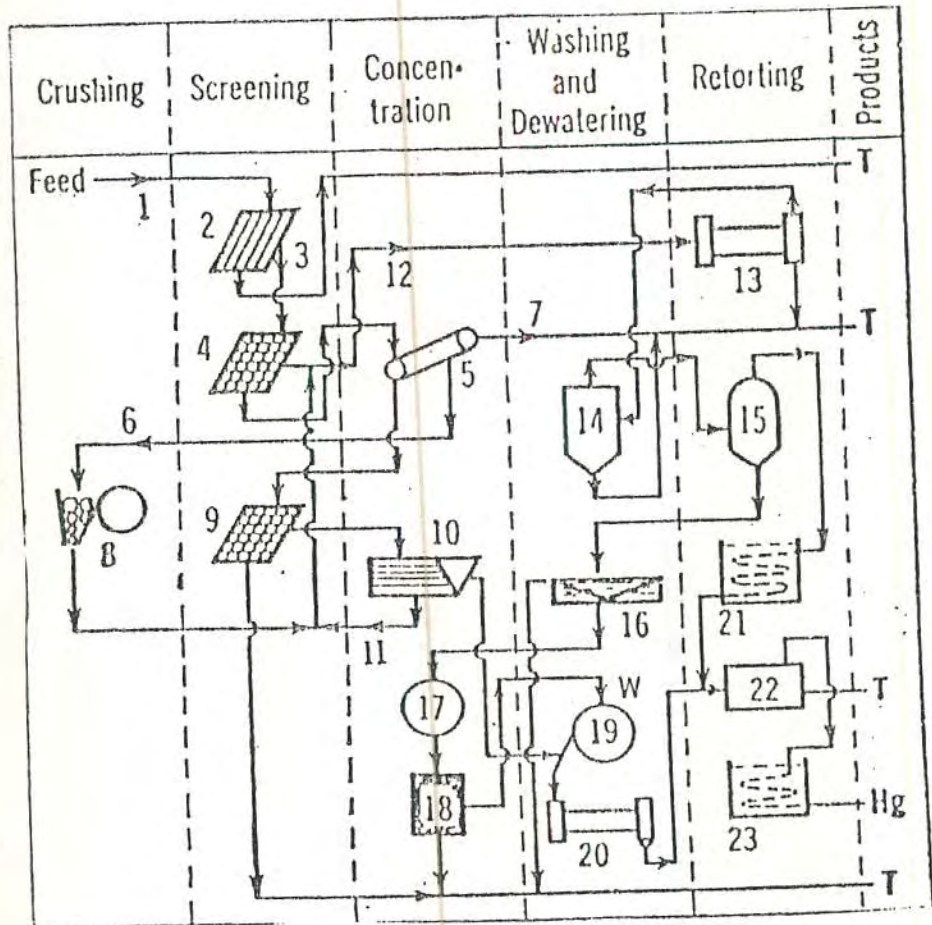 Crushing
Screening
Concen-
tration
Washing
and
Dewatering
Retorting
Products
Feed
1
T
2
3
12
13
4
7
T
5
6
14
15
8
9
10
16
21
11
W
22
T
17
19
18
20
23
Hg
T